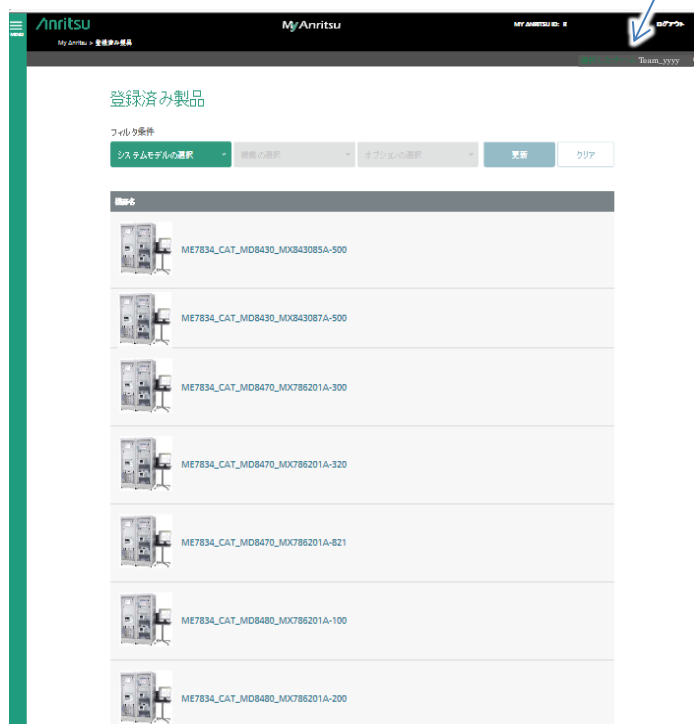 MENU
Anritsu
MyAnritsu
MY ANRITSU ID:
ログアウト
My Anritsu > 登録済み製品
Team_yyyy
登録済み製品
フィルタ条件
システムモデルの選択
機種の選択
オプションの選択
更新
クリア
機種名
ME7834_CAT_MD8430_MX843085A-500
ME7834_CAT_MD8430_MX843087A-500
ME7834_CAT_MD8470_MX786201A-300
ME7834_CAT_MD8470_MX786201A-320
ME7834_CAT_MD8470_MX786201A-821
ME7834_CAT_MD8480_MX786201A-100
ME7834_CAT_MD8480_MX786201A-200